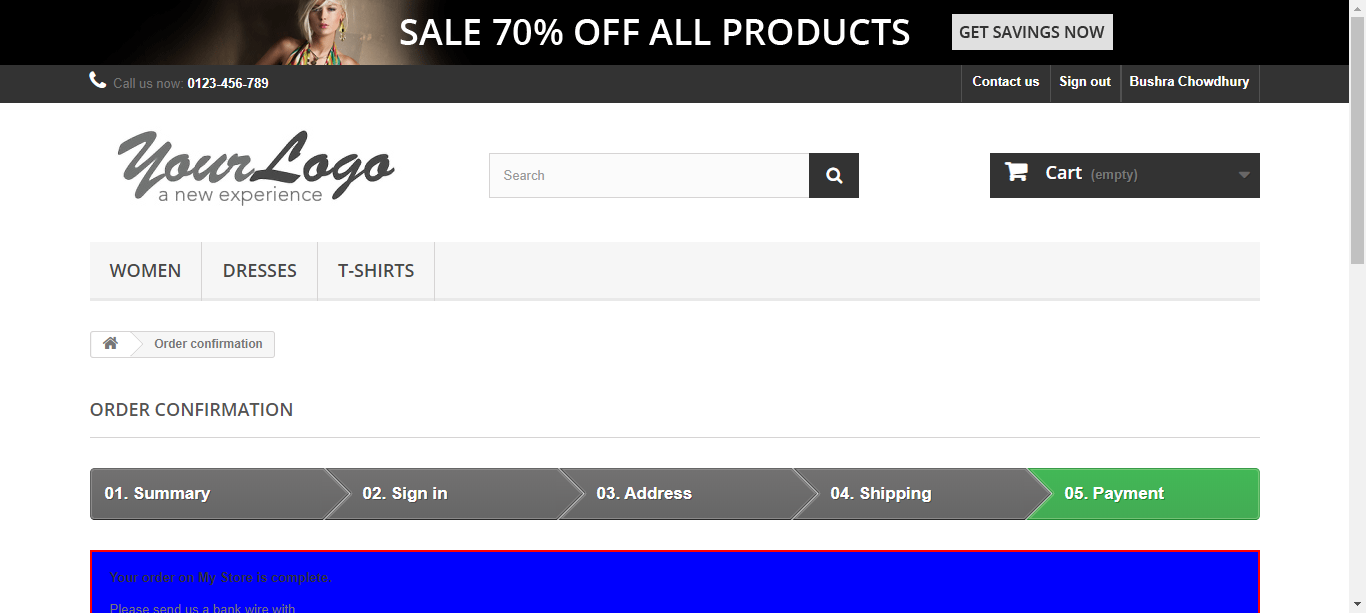 SALE 70% OFF ALL PRODUCTS
GET SAVINGS NOW
Call us now: 0123-456-789
Contact us
Sign out
Bushra Chowdhury
Your Logo
a new experience
Search
Cart (empty)
WOMEN
DRESSES
T-SHIRTS
Order confirmation
ORDER CONFIRMATION
01. Summary
02. Sign in
03. Address
04. Shipping
05. Payment
Your order on My Store is complete.
Please send us a bank wire with